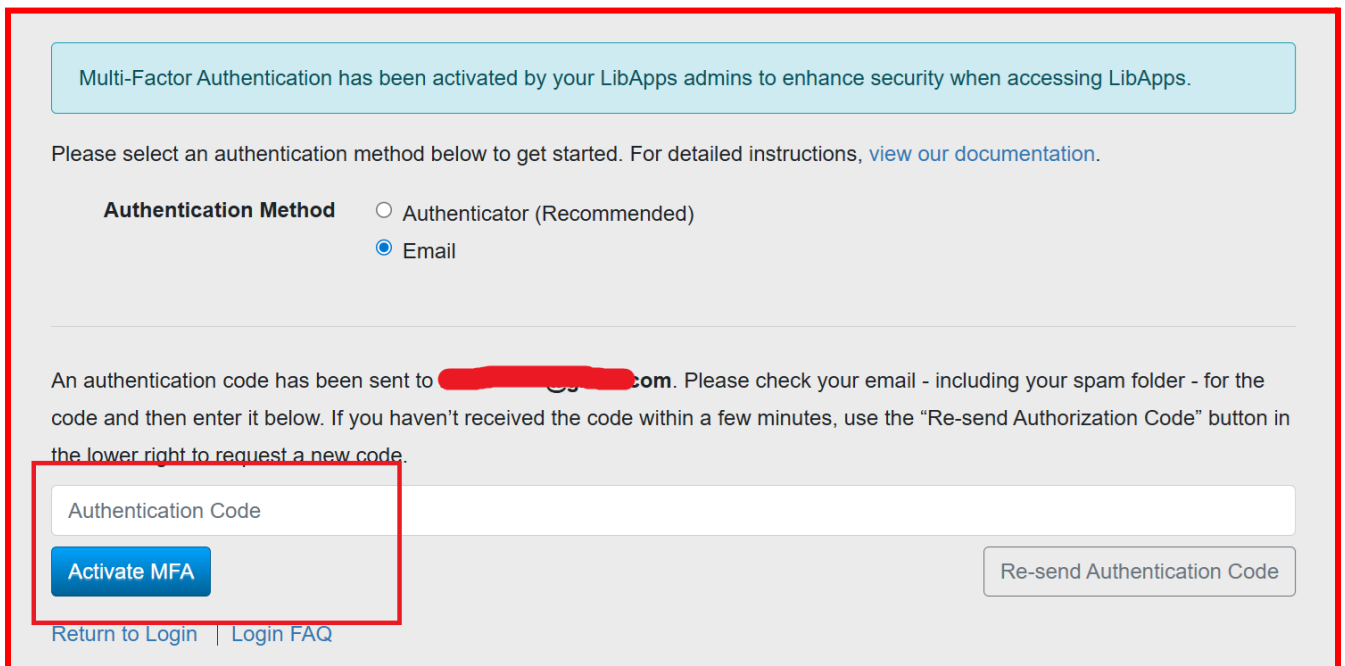 Multi-Factor Authentication has been activated by your LibApps admins to enhance security when accessing LibApps.
Please select an authentication method below to get started. For detailed instructions, view our documentation.
Authentication Method
Authenticator (Recommended)
Email
An authentication code has been sent to com. Please check your email - including your spam folder - for the
code and then enter it below. If you haven’t received the code within a few minutes, use the “Re-send Authorization Code” button in
the lower right to request a new code.
Authentication Code
Activate MFA
Re-send Authentication Code
Return to Login | Login FAQ